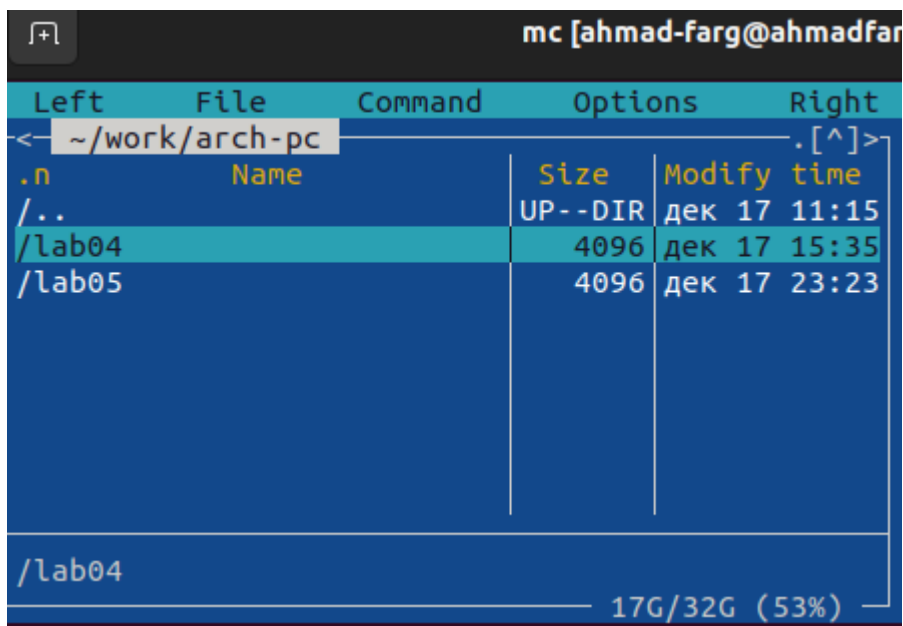 mc [ahmad-farg@ahmadfar
Left File Command Options Right
<- ~/work/arch-pc .[^]>
.n Name Size Modify time
/.. UP--DIR дек 17 11:15
/lab04 4096 дек 17 15:35
/lab05 4096 дек 17 23:23
/lab04
17G/32G (53%)